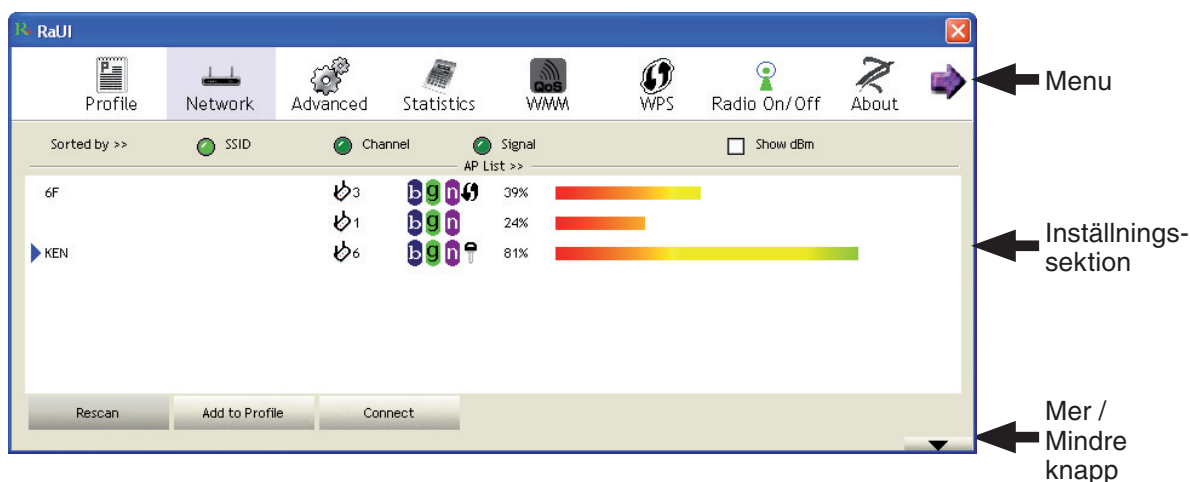 RaUI
Profile Network Advanced Statistics QoS WMM WPS Radio On/Off About
Menu
Sorted by >> SSID Channel Signal Show dBm
AP List >>
6F 3 b g n 39%
1 b g n 24%
KEN 6 b g n 81%
Inställnings-
sektion
Rescan Add to Profile Connect
Mer /
Mindre
knapp